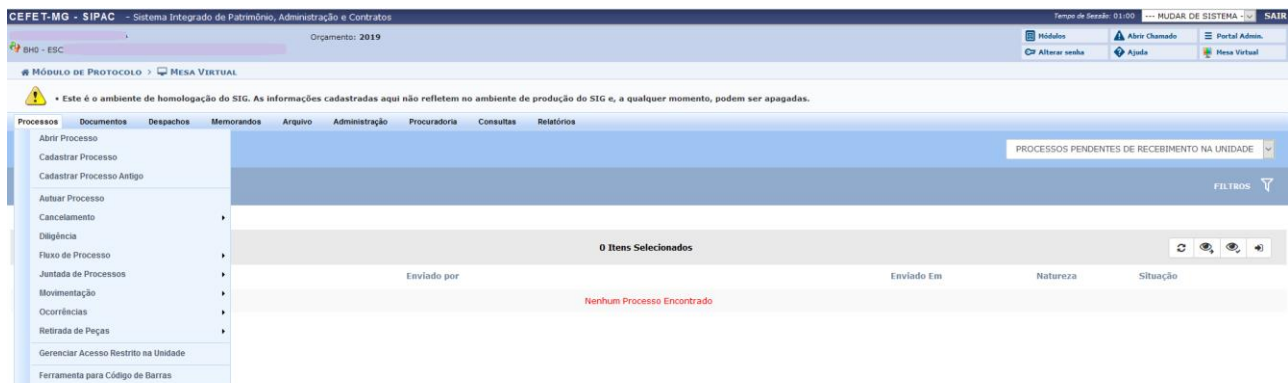 CEFET-MG - SIPAC - Sistema Integrado de Patrimônio, Administração e Contratos Tempo de Sessão: 01:00 --- MUDAR DE SISTEMA - SAIR
Orçamento: 2019 Módulos Abrir Chamado Portal Admin.
BH0 - ESC Alterar senha Ajuda Mesa Virtual
MÓDULO DE PROTOCOLO > MESA VIRTUAL
• Este é o ambiente de homologação do SIG. As informações cadastradas aqui não refletem no ambiente de produção do SIG e, a qualquer momento, podem ser apagadas.
Processos Documentos Despachos Memorandos Arquivo Administração Procuradoria Consultas Relatórios
Abrir Processo
PROCESSOS PENDENTES DE RECEBIMENTO NA UNIDADE
Cadastrar Processo
Cadastrar Processo Antigo
FILTROS
Autuar Processo
Cancelamento
Diligência
0 Itens Selecionados
Fluxo de Processo
Juntada de Processos
Enviado por Enviado Em Natureza Situação
Movimentação
Nenhum Processo Encontrado
Ocorrências
Retirada de Peças
Gerenciar Acesso Restrito na Unidade
Ferramenta para Código de Barras